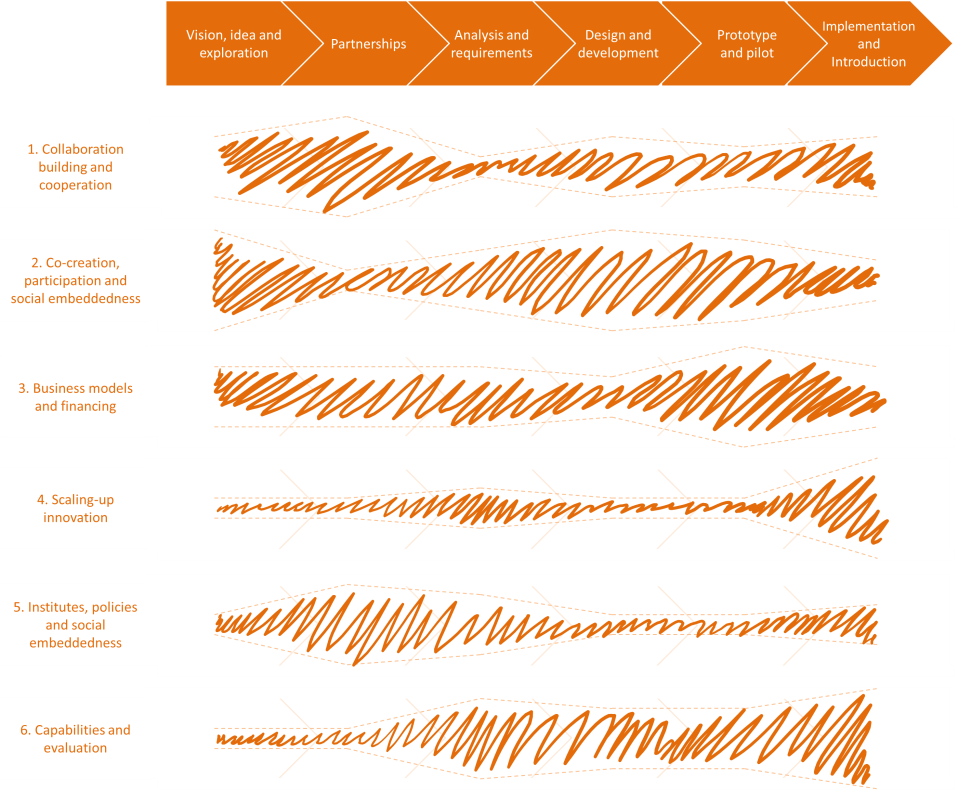 Vision, idea and
exploration
Partnerships
Analysis and
requirements
Design and
development
Prototype
and pilot
Implementation
and
Introduction
1. Collaboration
building and
cooperation
2. Co-creation,
participation and
social embeddedness
3. Business models
and financing
4. Scaling-up
innovation
5. Institutes, policies
and social
embeddedness
6. Capabilities and
evaluation